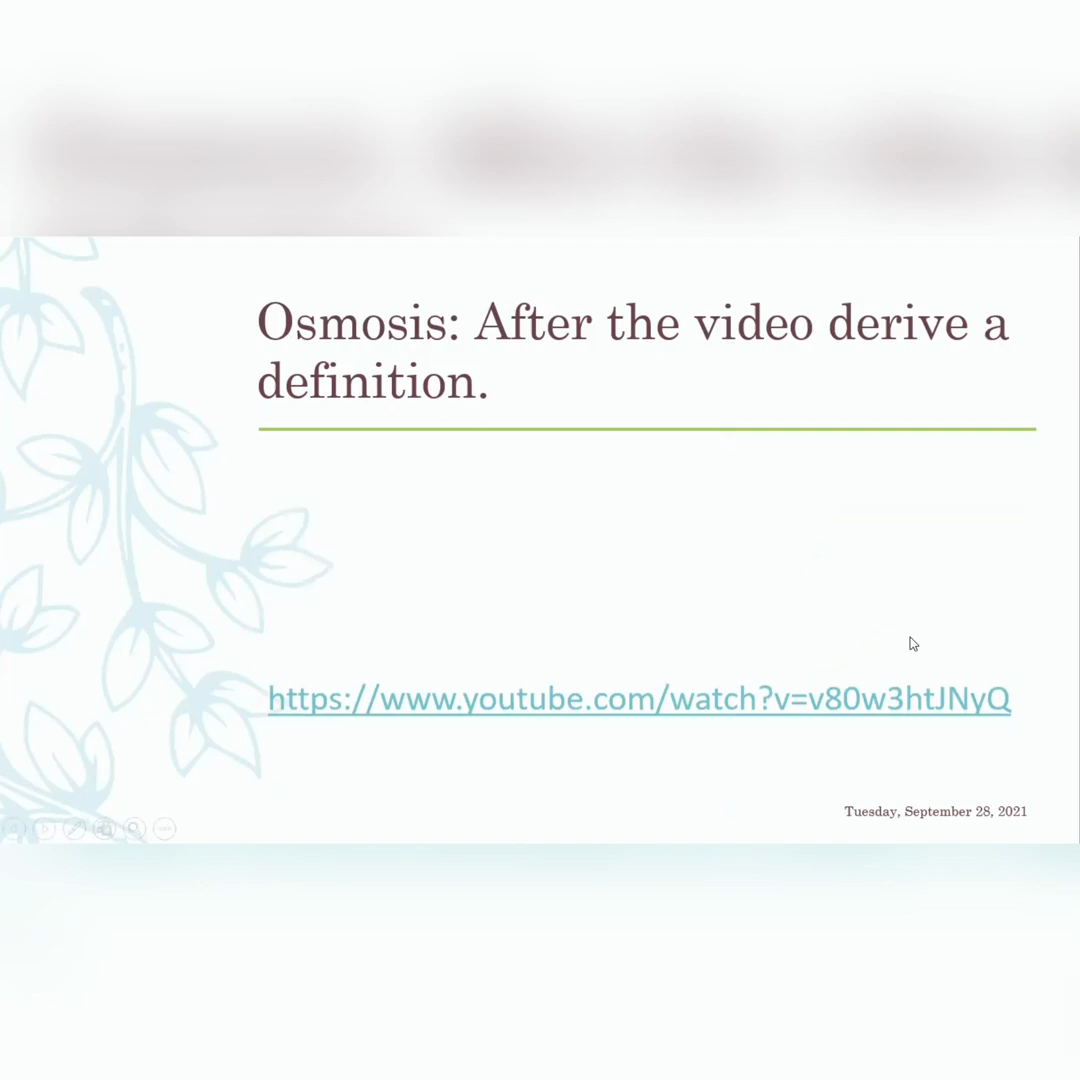 Osmosis: After the video derive a
definition.
https://www.youtube.com/watch?v=v80w3htJNyQ
Tuesday, September 28, 2021